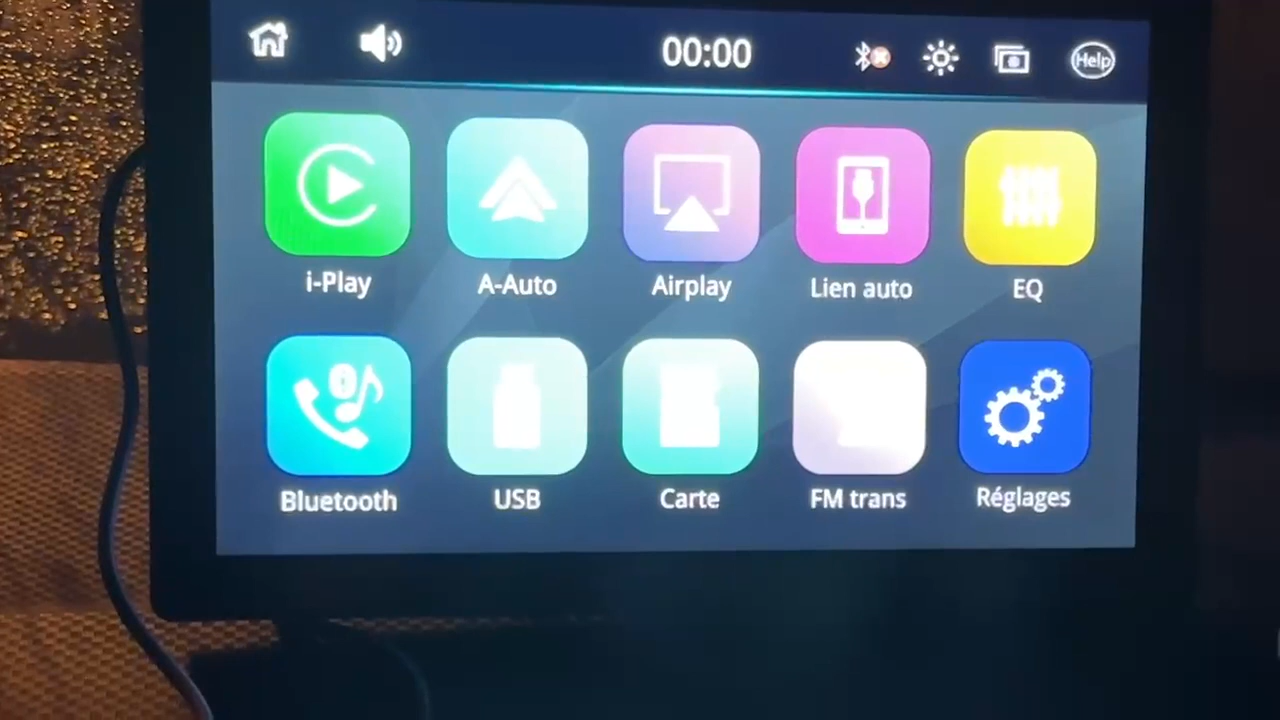 00:00 Help
i-Play A-Auto Airplay Lien auto EQ
Bluetooth USB Carte FM trans Réglages